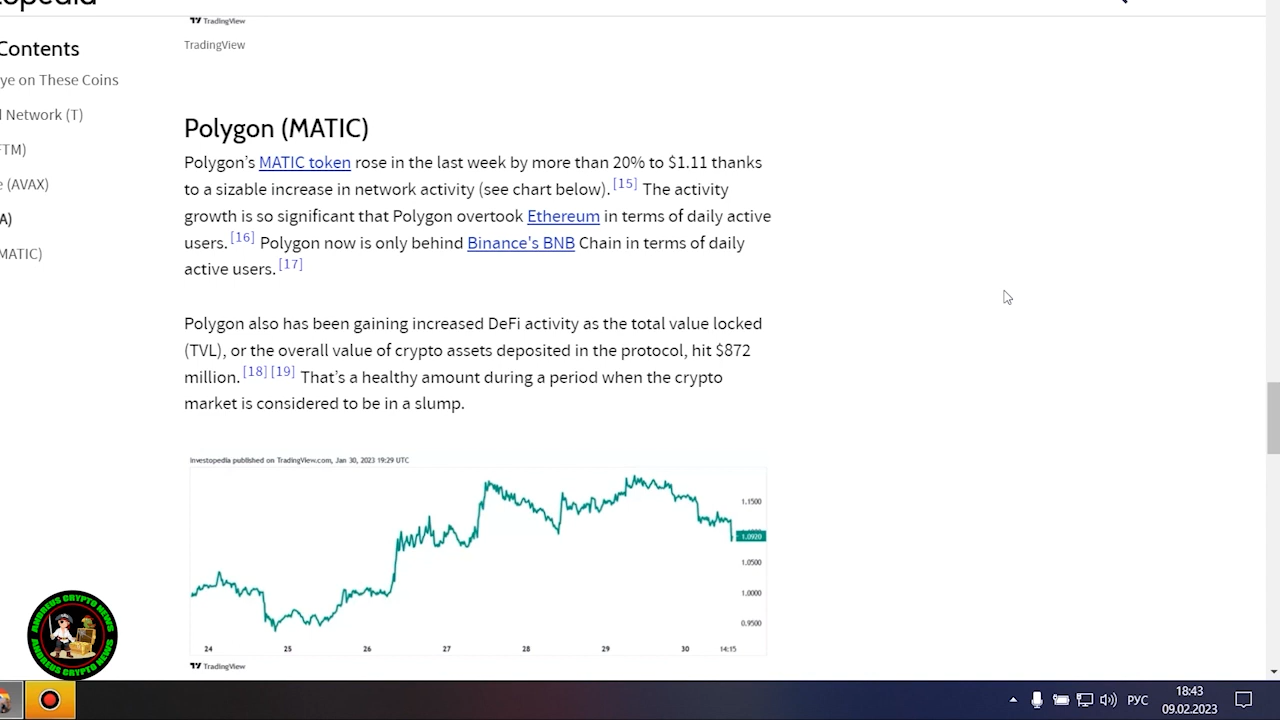 Contents
ye on These Coins
Network (T)
TM)
(AVAX)
A)
MATIC)
TradingView
TradingView
Polygon (MATIC)
Polygon's MATIC token rose in the last week by more than 20% to $1.11 thanks
to a sizable increase in network activity (see chart below). [15] The activity
growth is so significant that Polygon overtook Ethereum in terms of daily active
users. [16] Polygon now is only behind Binance's BNB Chain in terms of daily
active users. [17]
Polygon also has been gaining increased DeFi activity as the total value locked
(TVL), or the overall value of crypto assets deposited in the protocol, hit $872
million. [18] [19] That's a healthy amount during a period when the crypto
market is considered to be in a slump.
Investopedia published on TradingView.com, Jan 30, 2023 19:29 UTC
1.1500
1.0920
1.0500
1.0000
0.9500
24 25 26 27 28 29 30 14:15
TradingView
ANDREUS CRYPTO NEWS
ANDREUS CRYPTO NEWS
РУС
18:43
09.02.2023